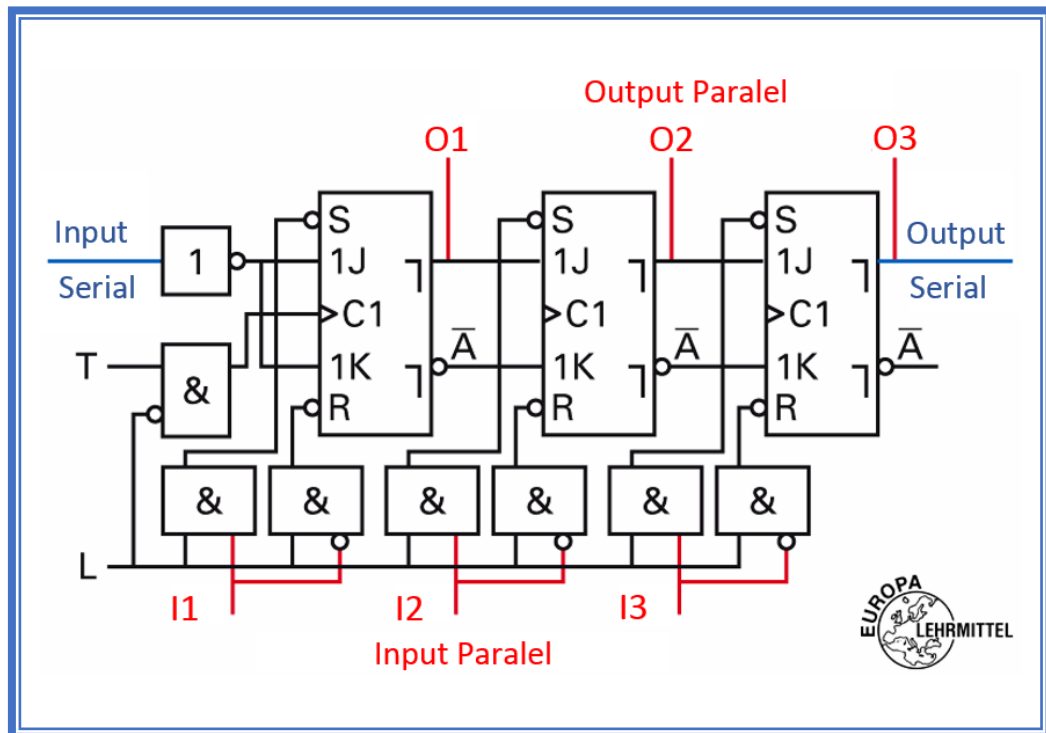 Output Paralel
O1 O2 O3
Input
Serial
1
S
1J
C1
1K
R
A
S
1J
C1
1K
R
A
S
1J
C1
1K
R
A
Output
Serial
T
&
& & & & & &
L
I1 I2 I3
Input Paralel
EUROPA
LEHRMITTEL